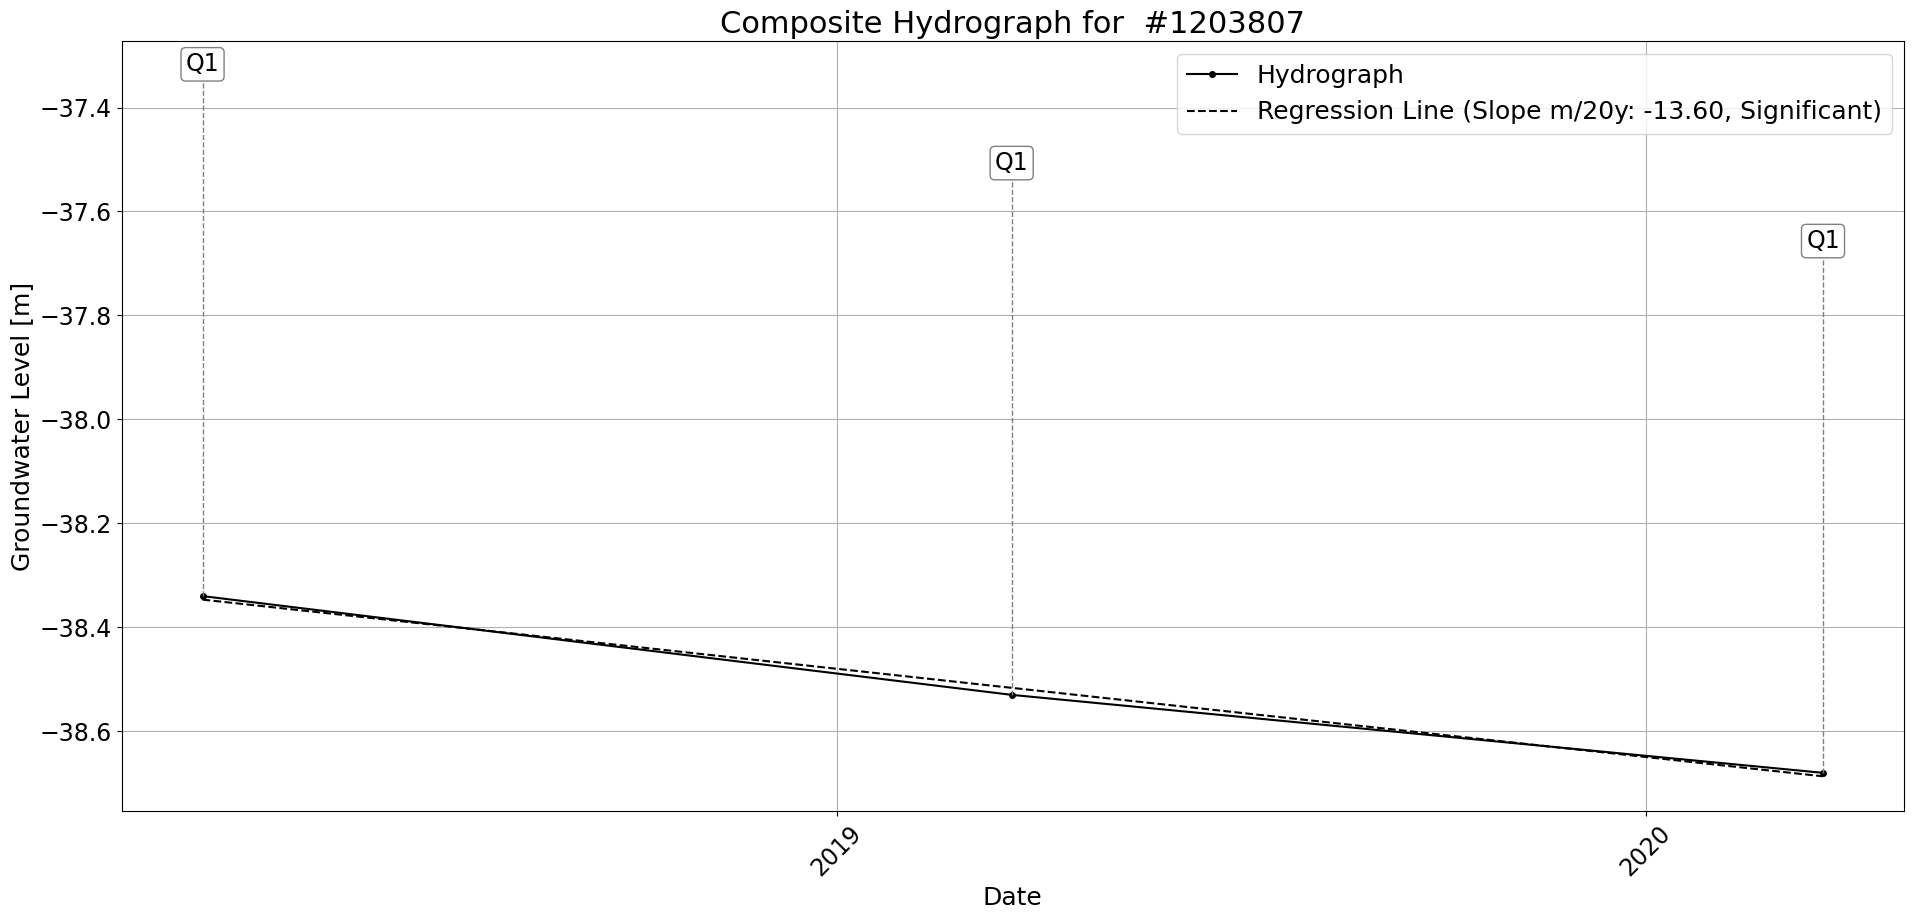 Composite Hydrograph for  #1203807
Q1
Q1
Q1
Hydrograph
Regression Line (Slope m/20y: -13.60, Significant)
Groundwater Level [m]
−37.4
−37.6
−37.8
−38.0
−38.2
−38.4
−38.6
2019
2020
Date